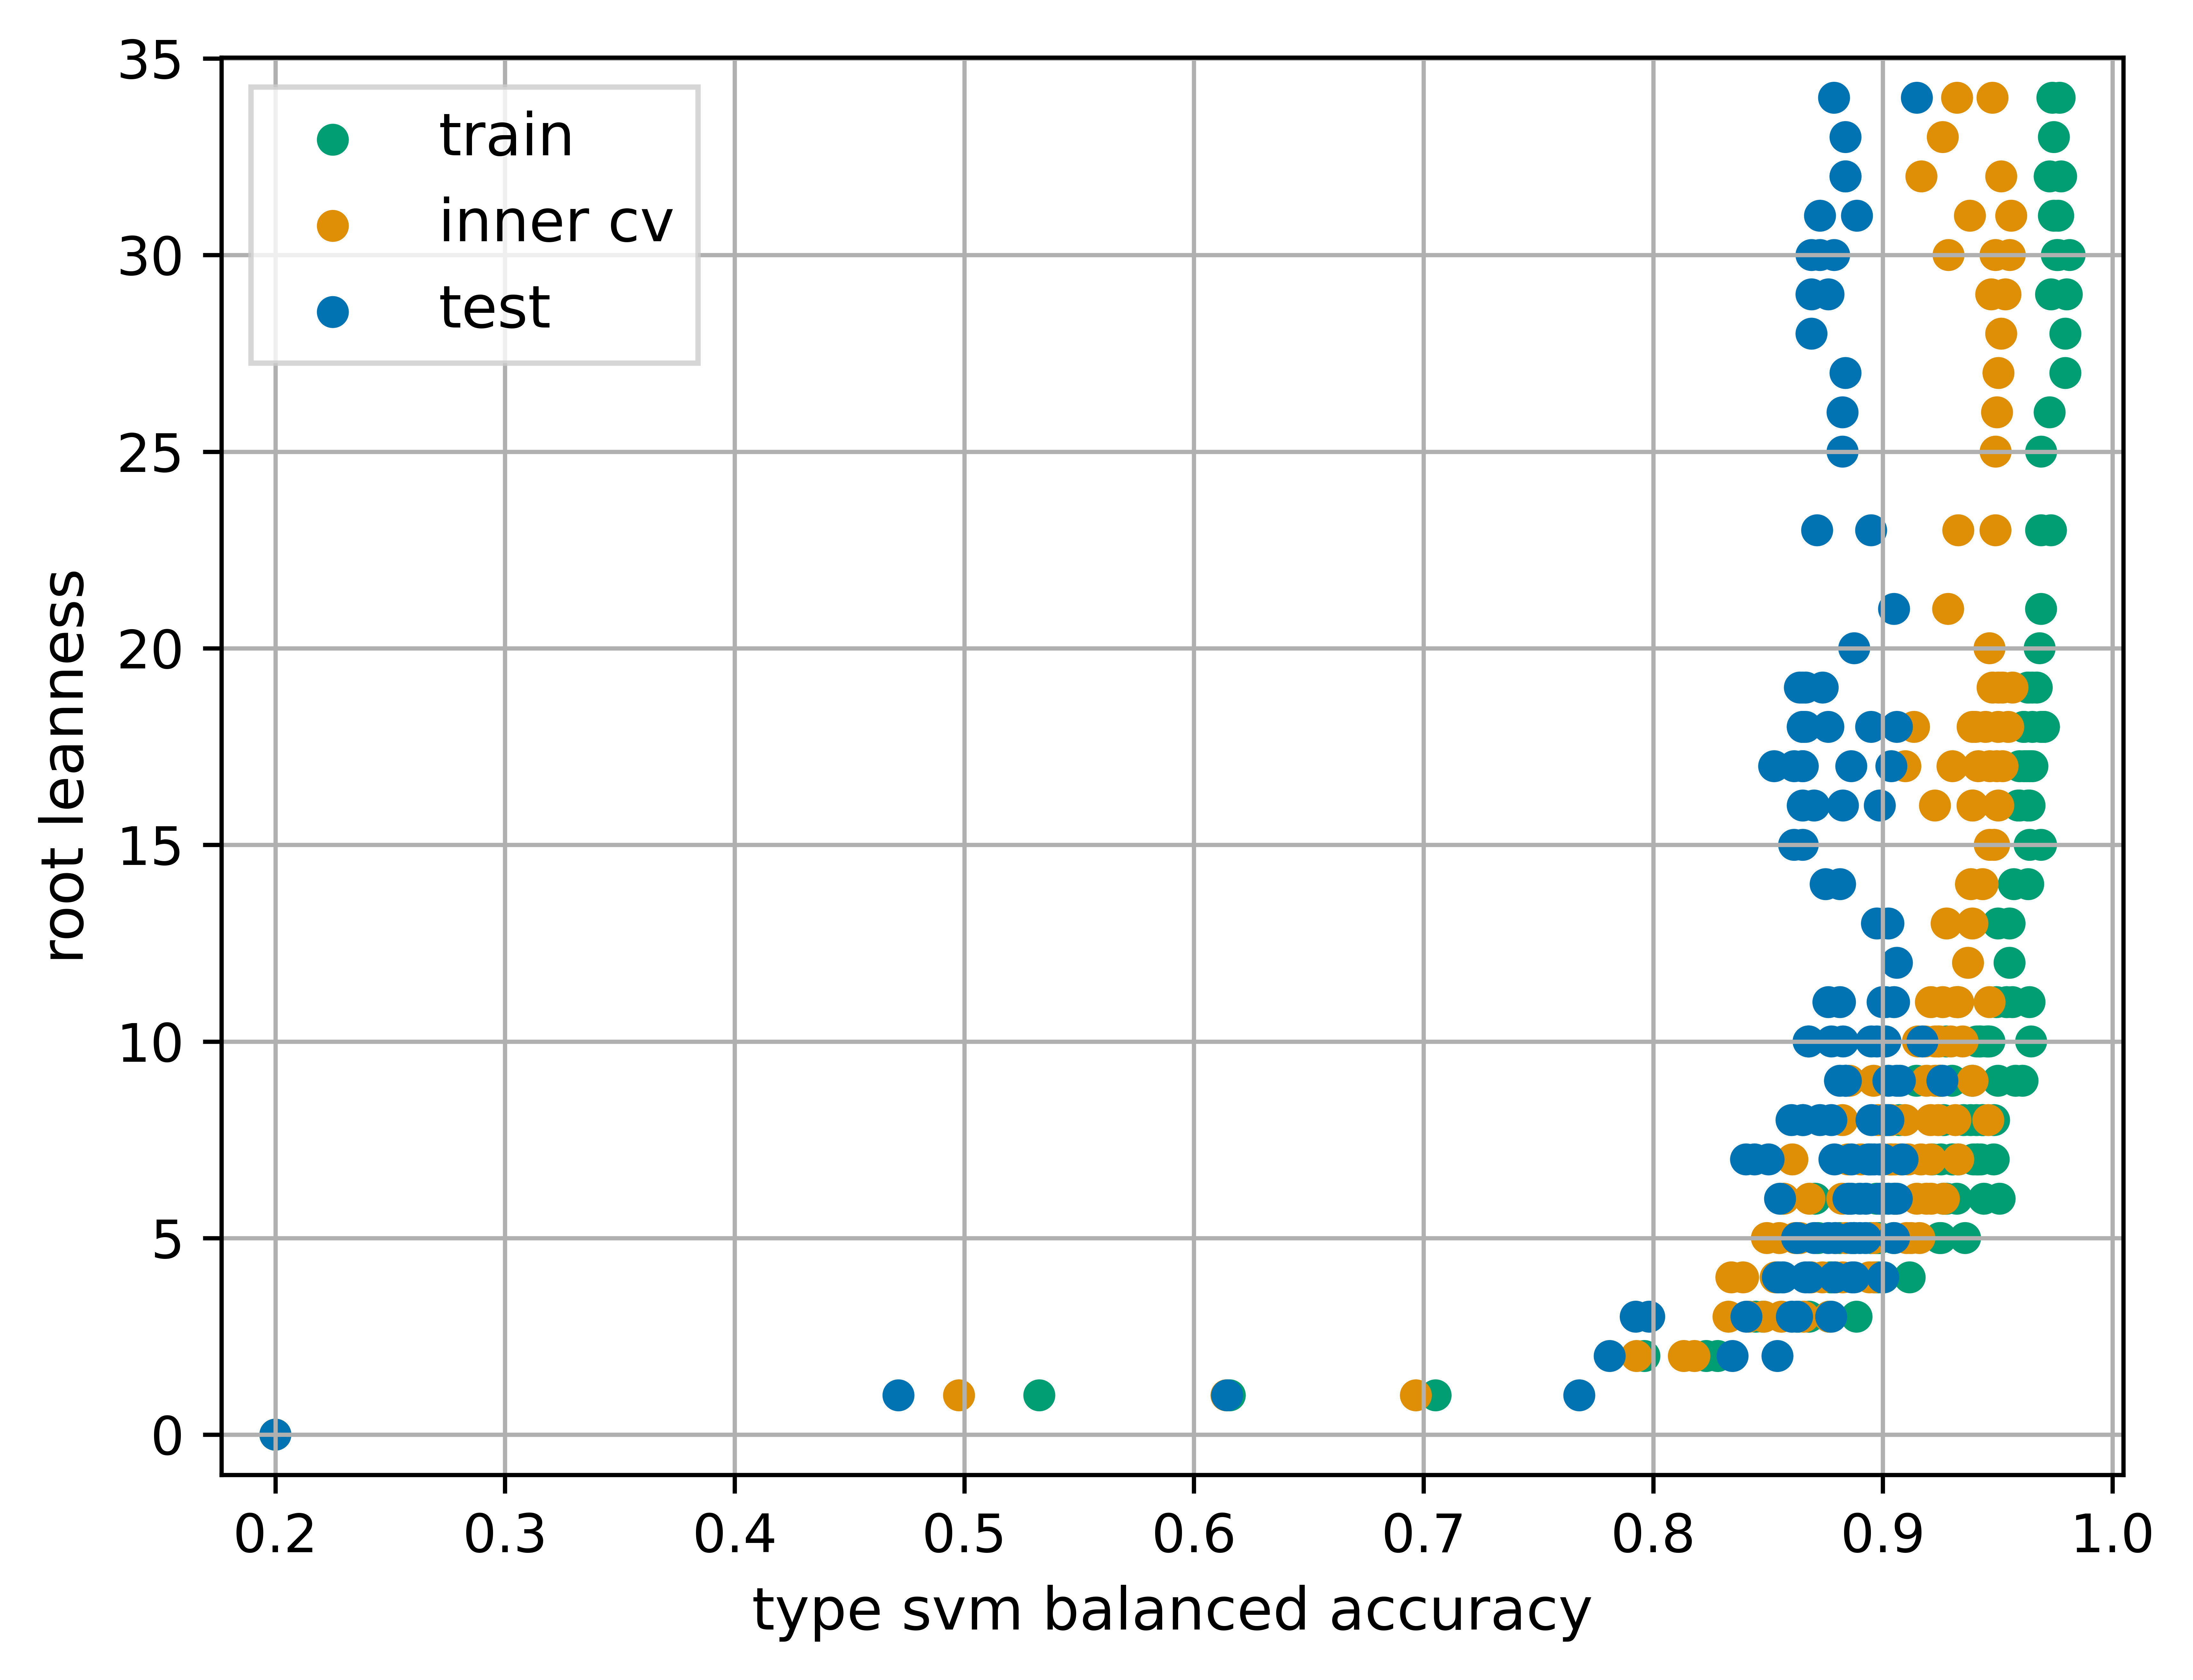 35
30
25
20
15
10
5
0
root leanness
train
inner cv
test
0.2 0.3 0.4 0.5 0.6 0.7 0.8 0.9 1.0
type svm balanced accuracy